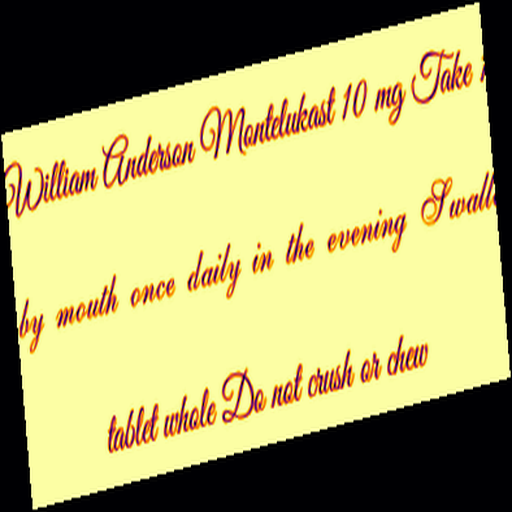 William Anderson Montelukast 10 mg Take
by mouth once daily in the evening
tablet whole Do not crush or chew